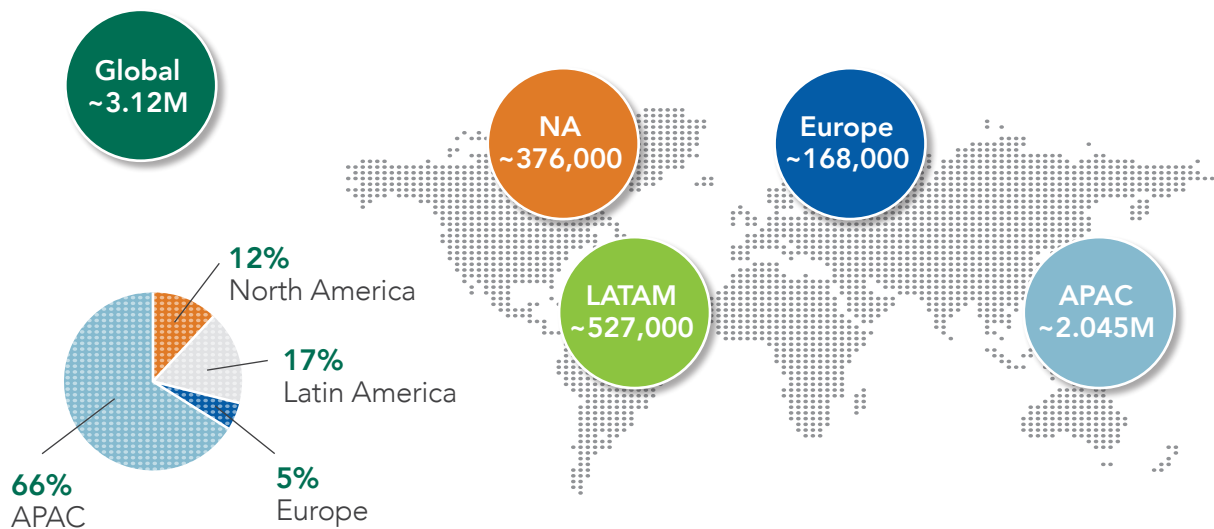 Global
~3.12M
NA
~376,000
Europe
~168,000
LATAM
~527,000
APAC
~2.045M
12%
North America
17%
Latin America
66%
APAC
5%
Europe